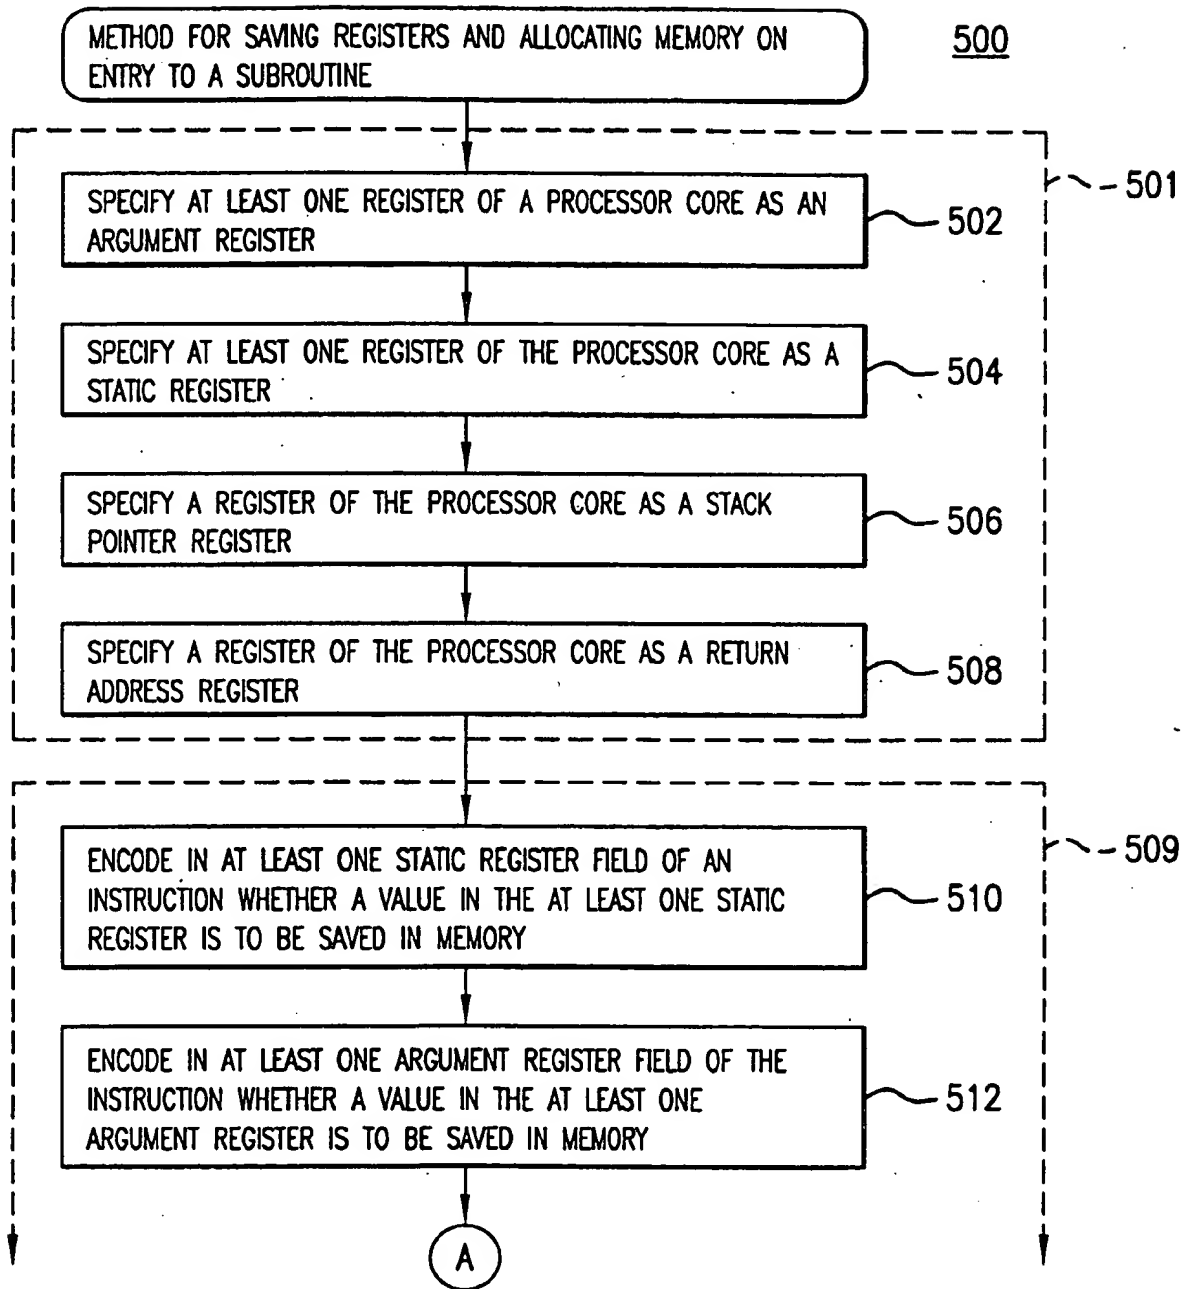 METHOD FOR SAVING REGISTERS AND ALLOCATING MEMORY ON
ENTRY TO A SUBROUTINE
500
501
SPECIFY AT LEAST ONE REGISTER OF A PROCESSOR CORE AS AN
ARGUMENT REGISTER
502
SPECIFY AT LEAST ONE REGISTER OF THE PROCESSOR CORE AS A
STATIC REGISTER
504
SPECIFY A REGISTER OF THE PROCESSOR CORE AS A STACK
POINTER REGISTER
506
SPECIFY A REGISTER OF THE PROCESSOR CORE AS A RETURN
ADDRESS REGISTER
508
509
ENCODE IN AT LEAST ONE STATIC REGISTER FIELD OF AN
INSTRUCTION WHETHER A VALUE IN THE AT LEAST ONE STATIC
REGISTER IS TO BE SAVED IN MEMORY
510
ENCODE IN AT LEAST ONE ARGUMENT REGISTER FIELD OF THE
INSTRUCTION WHETHER A VALUE IN THE AT LEAST ONE
ARGUMENT REGISTER IS TO BE SAVED IN MEMORY
512
A